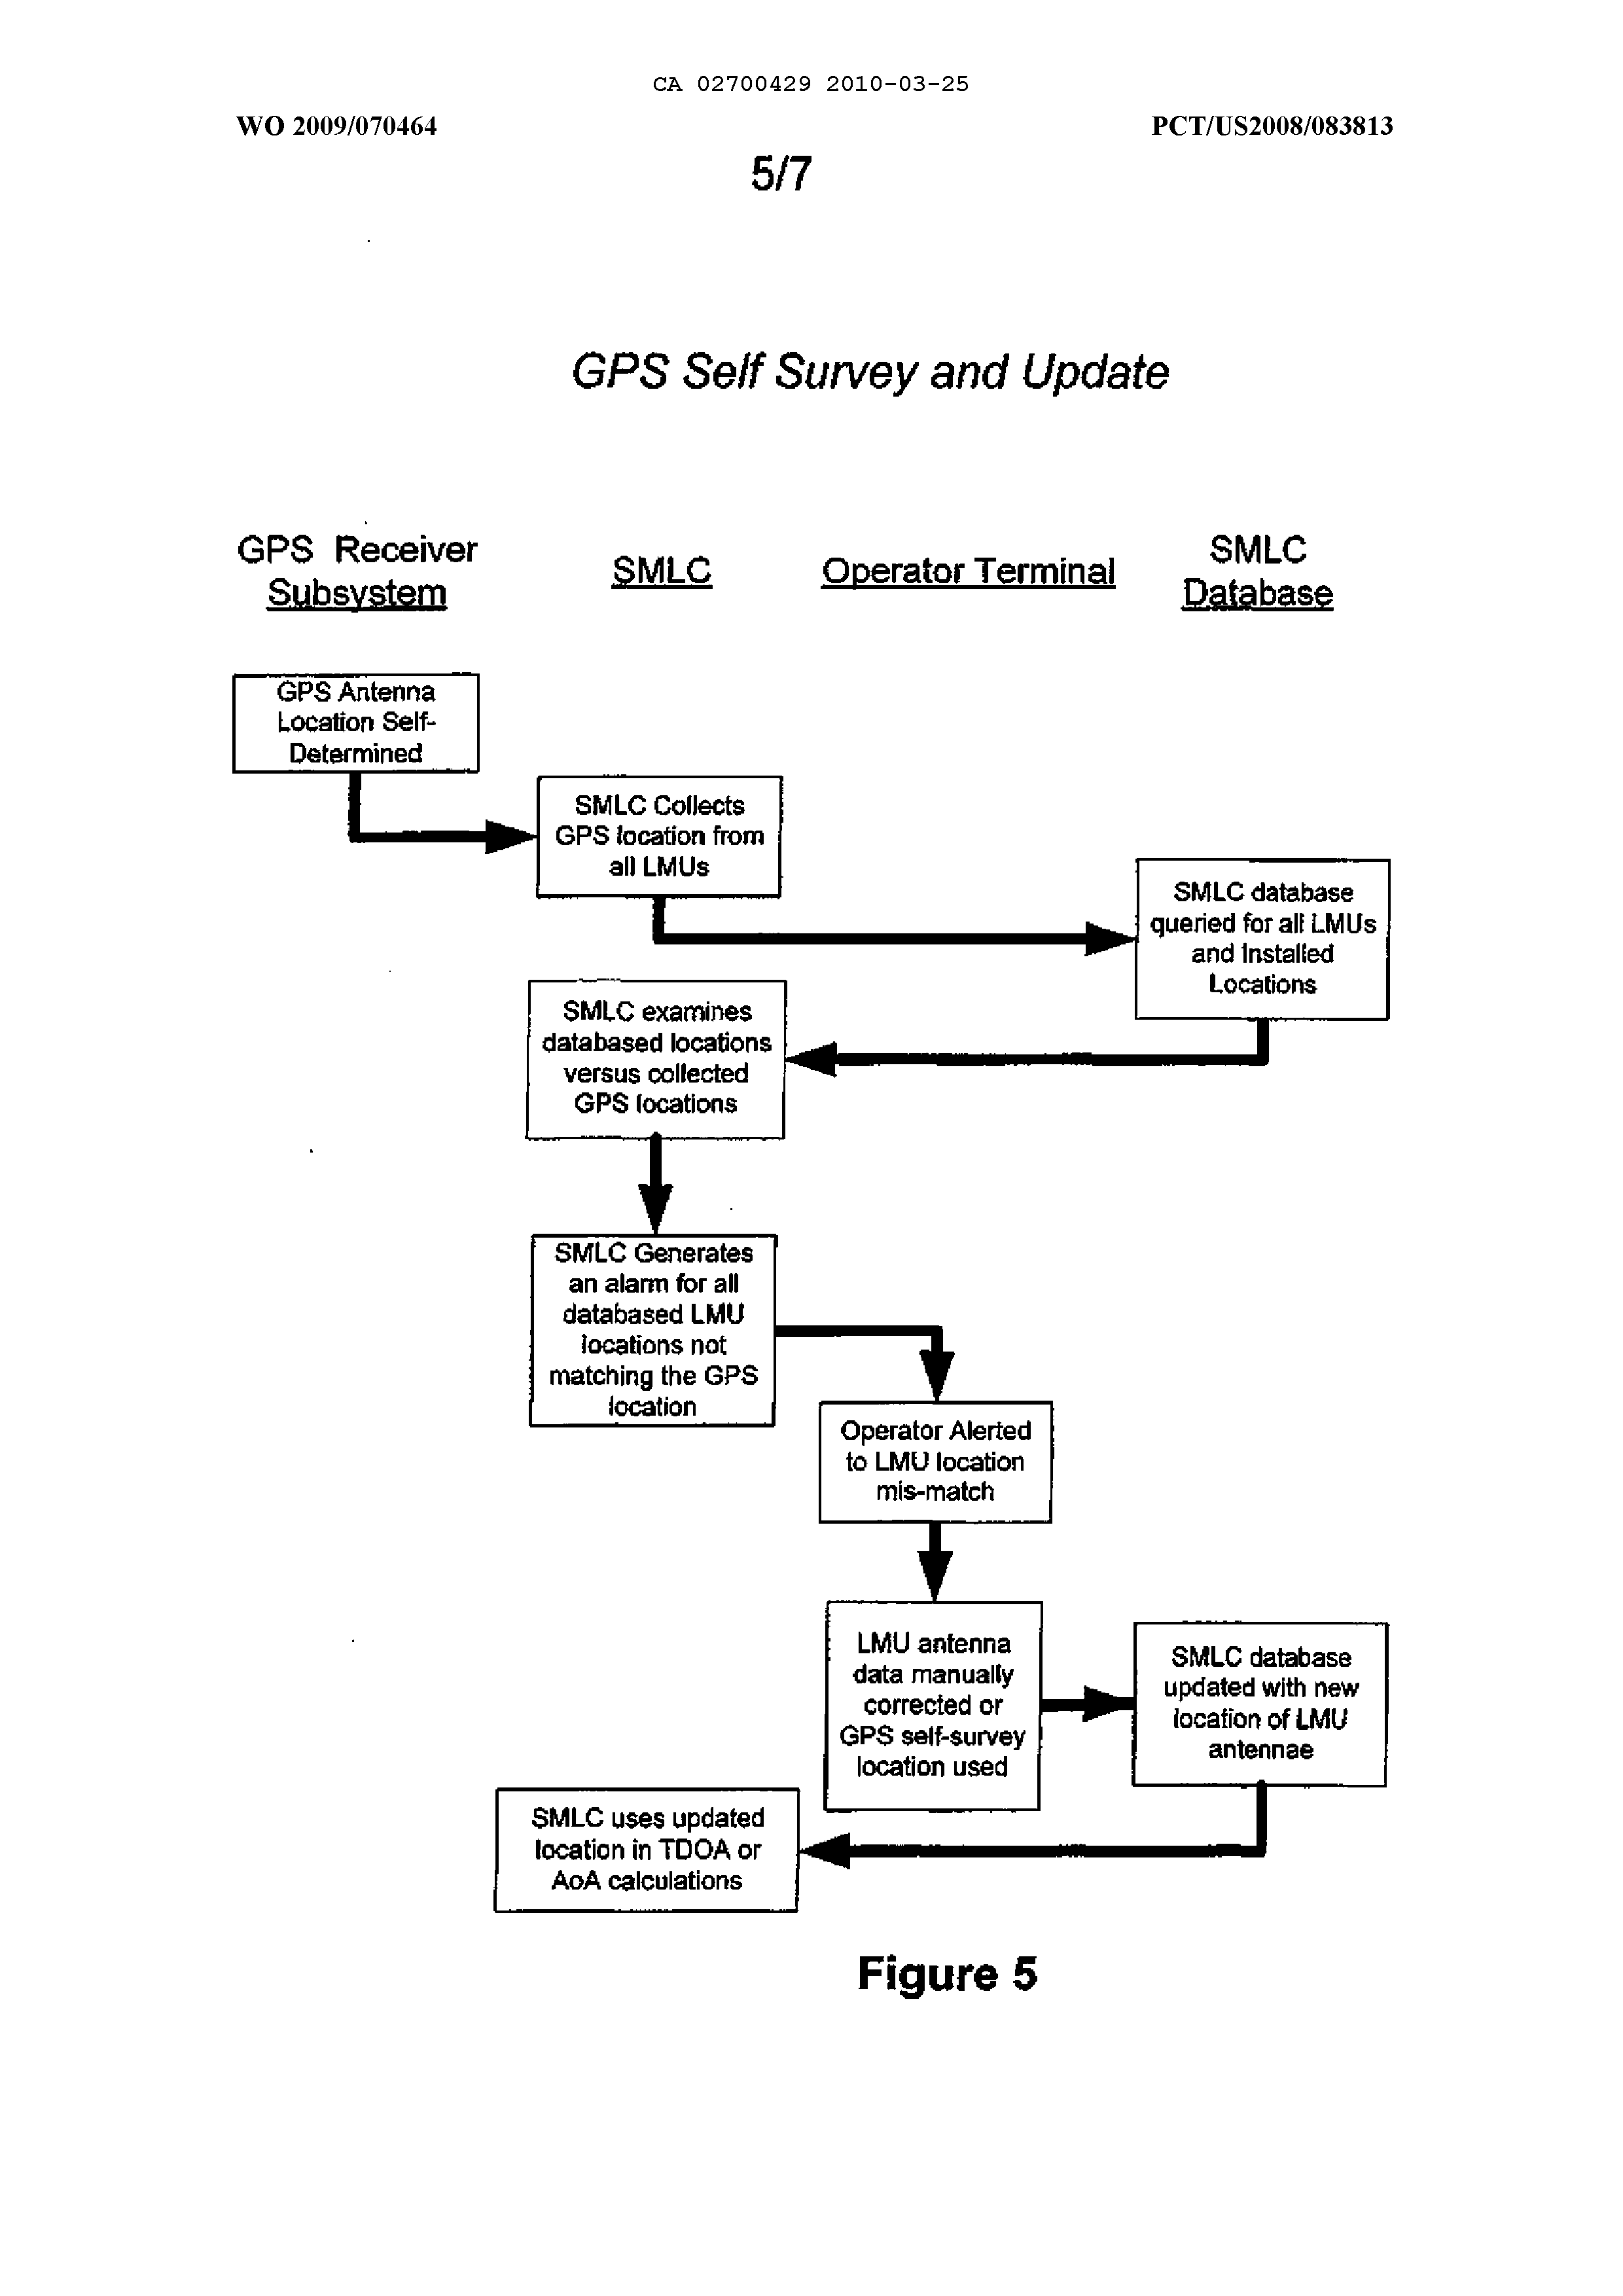 CA 02700429 2010-03-25
WO 2009/070464
PCT/US2008/083813
5/7
GPS Self Survey and Update
GPS Receiver
Subsystem
SMLC
Operator Terminal
SMLC
Database
GPS Antenna
Location Self-
Determined
SMLC Collects
GPS location from
all LMUs
SMLC database
queried for all LMUs
and Installed
Locations
SMLC examines
databased locations
versus collected
GPS locations
SMLC Generates
an alarm for all
databased LMU
locations not
matching the GPS
location
Operator Alerted
to LMU location
mis-match
LMU antenna
data manually
corrected or
GPS self-survey
location used
SMLC database
updated with new
location of LMU
antennae
SMLC uses updated
location in TDOA or
AoA calculations
Figure 5